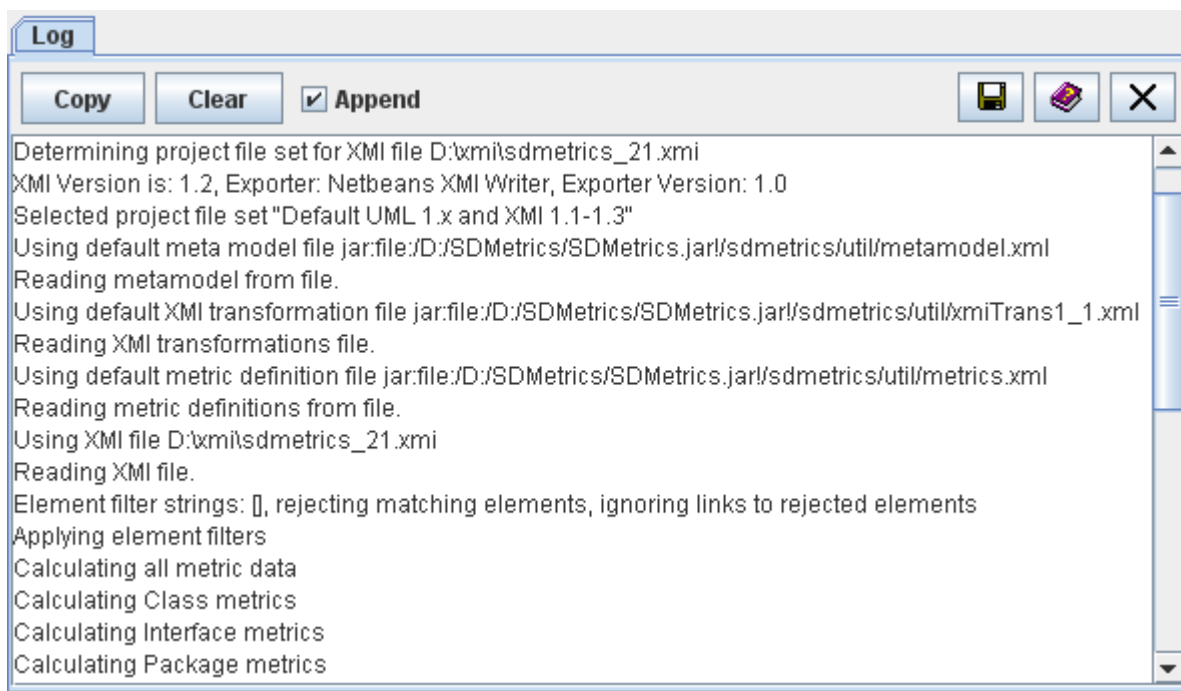 Log
Copy Clear Append
Determining project file set for XMI file D:\xmi\sdmetrics_21.xmi
XMI Version is: 1.2, Exporter: Netbeans XMI Writer, Exporter Version: 1.0
Selected project file set "Default UML 1.x and XMI 1.1-1.3"
Using default meta model file jar:file:/D:/SDMetrics/SDMetrics.jar!/sdmetrics/util/metamodel.xml
Reading metamodel from file.
Using default XMI transformation file jar:file:/D:/SDMetrics/SDMetrics.jar!/sdmetrics/util/xmiTrans1_1.xml
Reading XMI transformations file.
Using default metric definition file jar:file:/D:/SDMetrics/SDMetrics.jar!/sdmetrics/util/metrics.xml
Reading metric definitions from file.
Using XMI file D:\xmi\sdmetrics_21.xmi
Reading XMI file.
Element filter strings: [], rejecting matching elements, ignoring links to rejected elements
Applying element filters
Calculating all metric data
Calculating Class metrics
Calculating Interface metrics
Calculating Package metrics